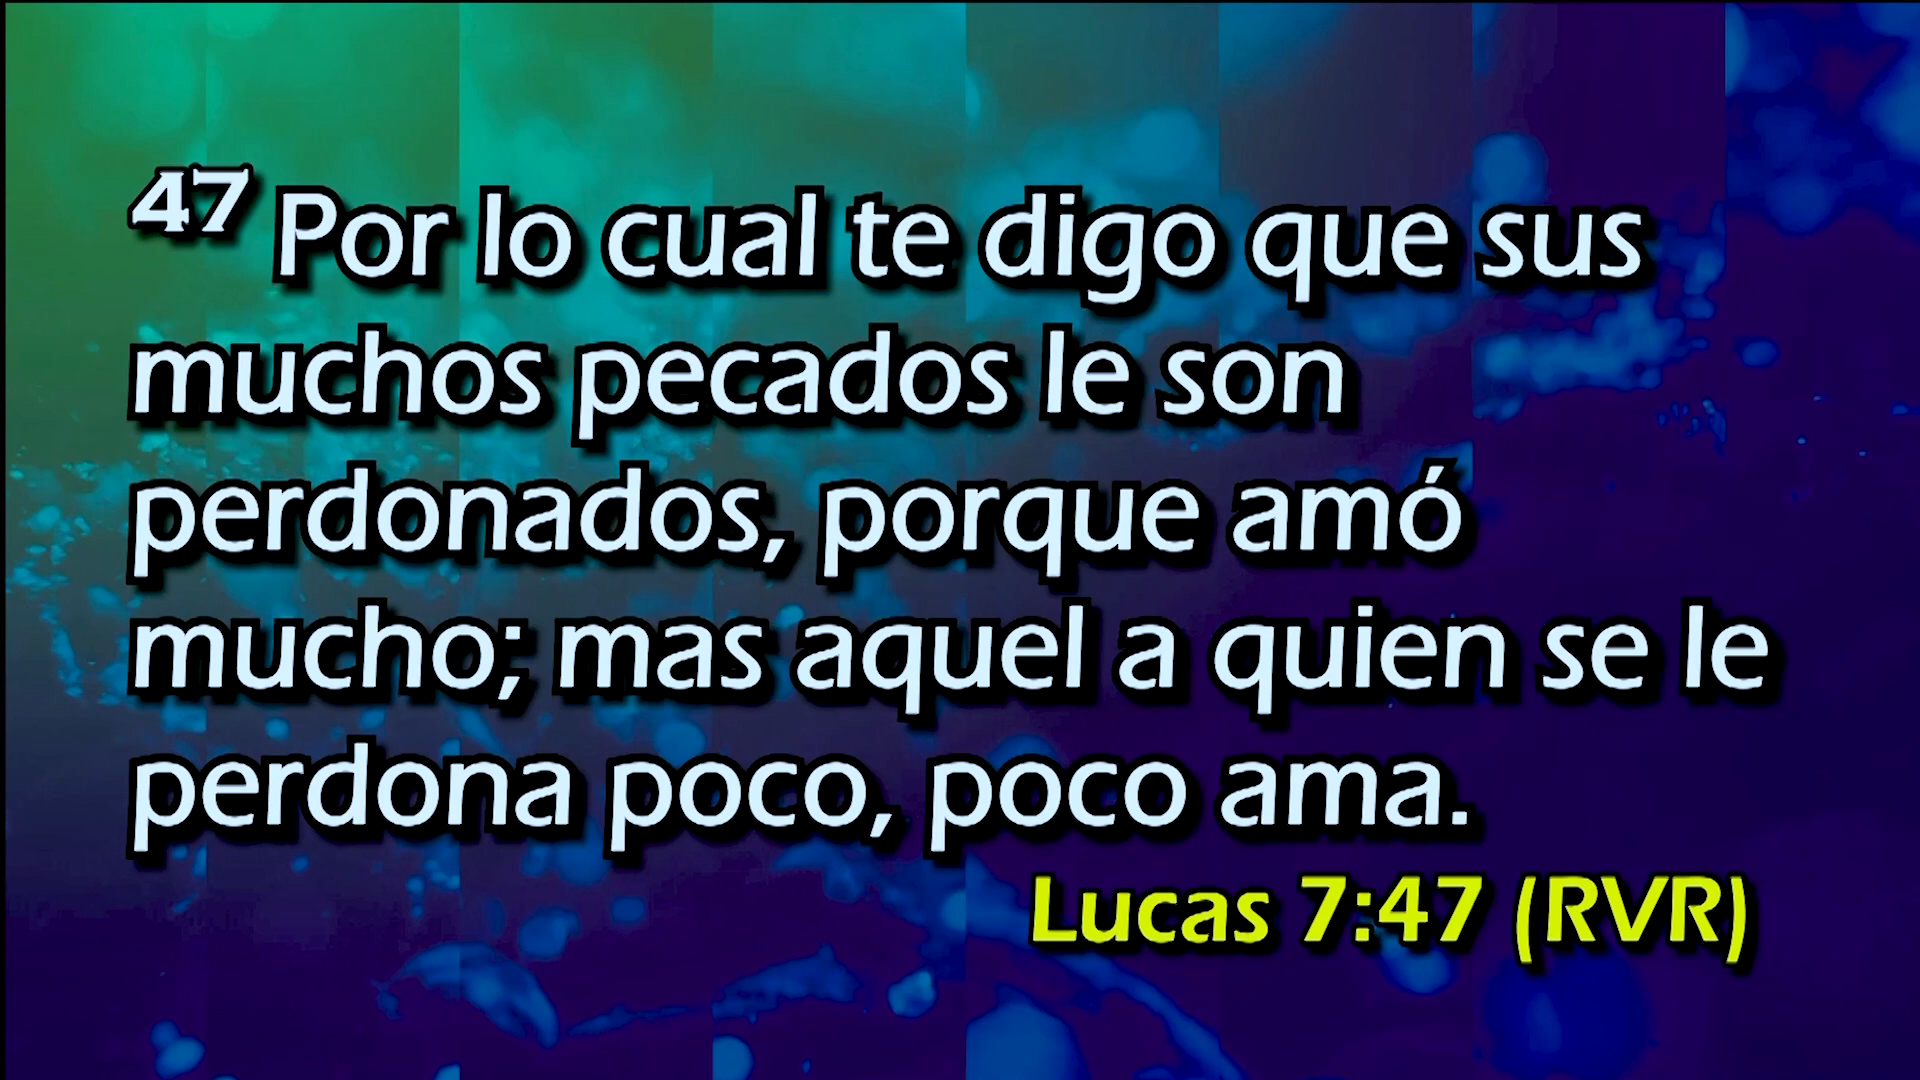 47 Por lo cual te digo que sus
muchos pecados le son
perdonados, porque amó
mucho; mas aquel a quien se le
perdona poco, poco ama.
Lucas 7:47 (RVR)